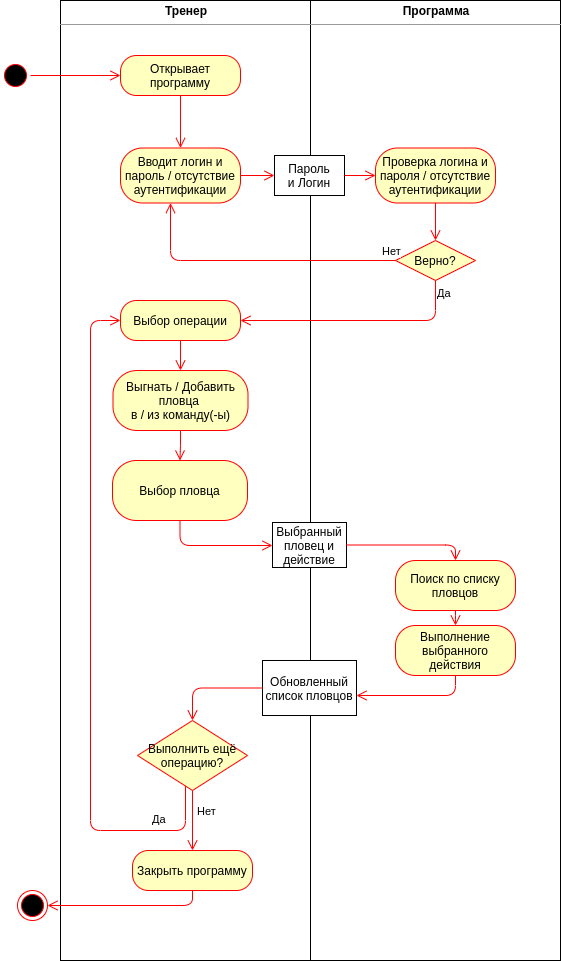 Тренер
Программа
Открывает
программу
Вводит логин и
пароль / отсутствие
аутентификации
Пароль
и Логин
Проверка логина и
пароля / отсутствие
аутентификации
Нет
Верно?
Да
Выбор операции
Выгнать / Добавить
пловца
в / из команду(-ы)
Выбор пловца
Выбранный
пловец и
действие
Поиск по списку
пловцов
Выполнение
выбранного
действия
Обновленный
список пловцов
Выполнить ещё
операцию?
Да
Нет
Закрыть программу